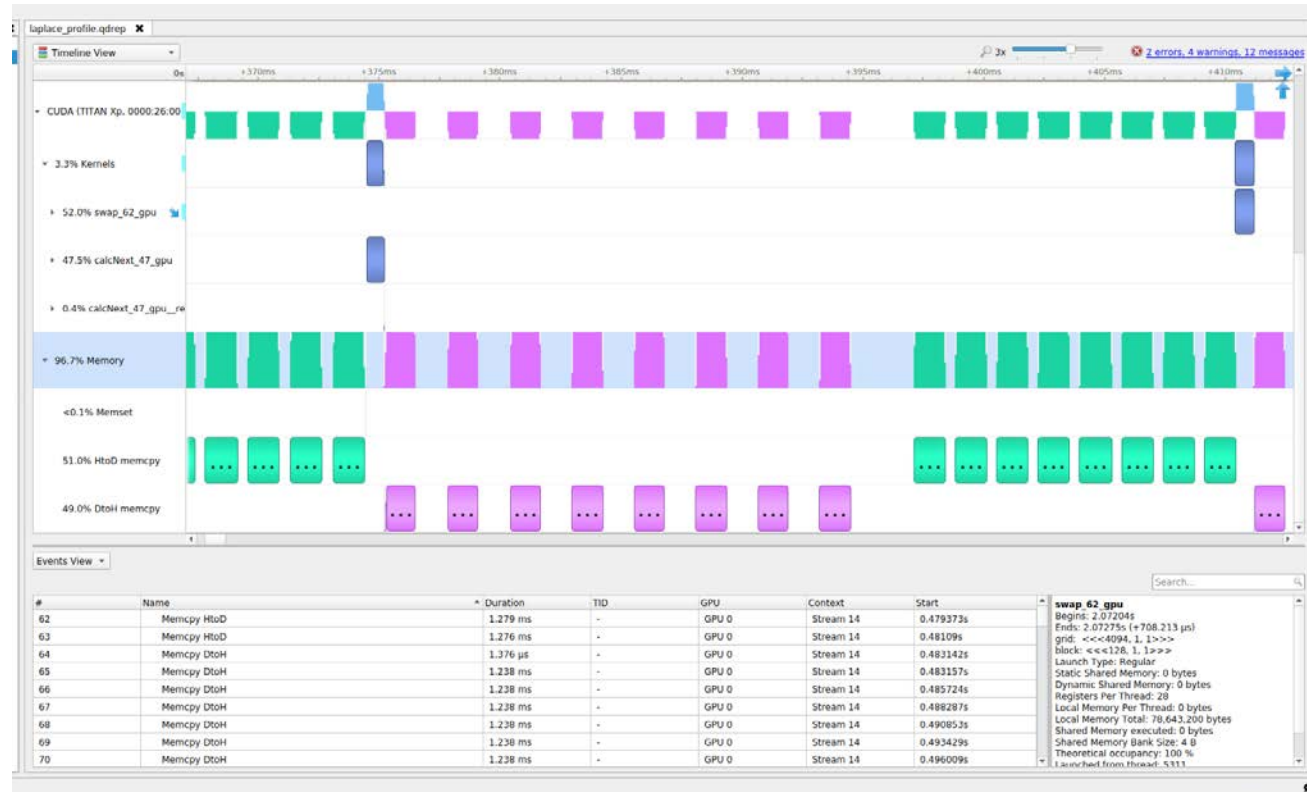 laplace_profile.qdrep
Timeline View
3x
2 errors, 4 warnings, 12 messages
0s +370ms +375ms +380ms +385ms +390ms +395ms +400ms +405ms +410ms
CUDA (TITAN Xp, 0000:26:00
3.3% Kernels
52.0% swap_62_gpu
47.5% calcNext_47_gpu
0.4% calcNext_47_gpu__re
96.7% Memory
<0.1% Memset
51.0% HtoD memcpy
... ... ... ... ... ... ... ... ... ... ... ...
49.0% DtoH memcpy
... ... ... ... ... ... ... ... ...
Events View
Search...
# Name Duration TID GPU Context Start
62 Memcpy HtoD 1.279 ms - GPU 0 Stream 14 0.479373s
63 Memcpy HtoD 1.276 ms - GPU 0 Stream 14 0.48109s
64 Memcpy DtoH 1.376 µs - GPU 0 Stream 14 0.483142s
65 Memcpy DtoH 1.238 ms - GPU 0 Stream 14 0.483157s
66 Memcpy DtoH 1.238 ms - GPU 0 Stream 14 0.485724s
67 Memcpy DtoH 1.238 ms - GPU 0 Stream 14 0.488287s
68 Memcpy DtoH 1.238 ms - GPU 0 Stream 14 0.490853s
69 Memcpy DtoH 1.238 ms - GPU 0 Stream 14 0.493429s
70 Memcpy DtoH 1.238 ms - GPU 0 Stream 14 0.496009s
swap_62_gpu
Begins: 2.07204s
Ends: 2.07275s (+708.213 µs)
grid: <<<4094, 1, 1>>>
block: <<<128, 1, 1>>>
Launch Type: Regular
Static Shared Memory: 0 bytes
Dynamic Shared Memory: 0 bytes
Registers Per Thread: 28
Local Memory Per Thread: 0 bytes
Local Memory Total: 78,643,200 bytes
Shared Memory executed: 0 bytes
Shared Memory Bank Size: 4 B
Theoretical occupancy: 100 %
Launched from thread: 5311